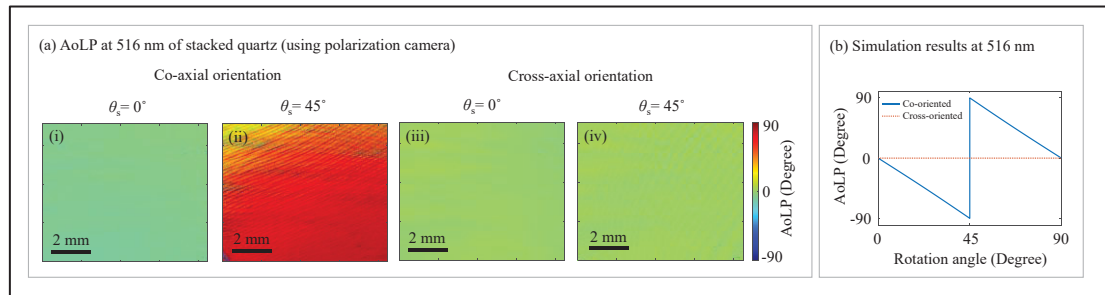 (a) AoLP at 516 nm of stacked quartz (using polarization camera)
Co-axial orientation
Cross-axial orientation
θs= 0°
θs= 45°
θs= 0°
θs= 45°
(i)
(ii)
(iii)
(iv)
2 mm
2 mm
2 mm
2 mm
90
0
-90
AoLP (Degree)
(b) Simulation results at 516 nm
Co-oriented
Cross-oriented
90
0
-90
AoLP (Degree)
0
45
90
Rotation angle (Degree)